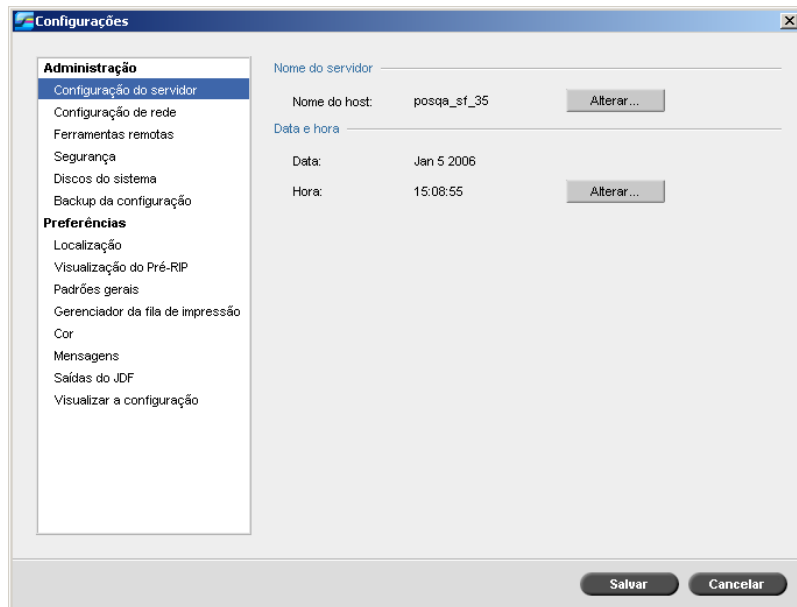 Configurações
Administração
Configuração do servidor
Configuração de rede
Ferramentas remotas
Segurança
Discos do sistema
Backup da configuração
Preferências
Localização
Visualização do Pré-RIP
Padrões gerais
Gerenciador da fila de impressão
Cor
Mensagens
Saídas do JDF
Visualizar a configuração
Nome do servidor
Nome do host: posqa_sf_35 Alterar...
Data e hora
Data: Jan 5 2006
Hora: 15:08:55 Alterar...
Salvar Cancelar